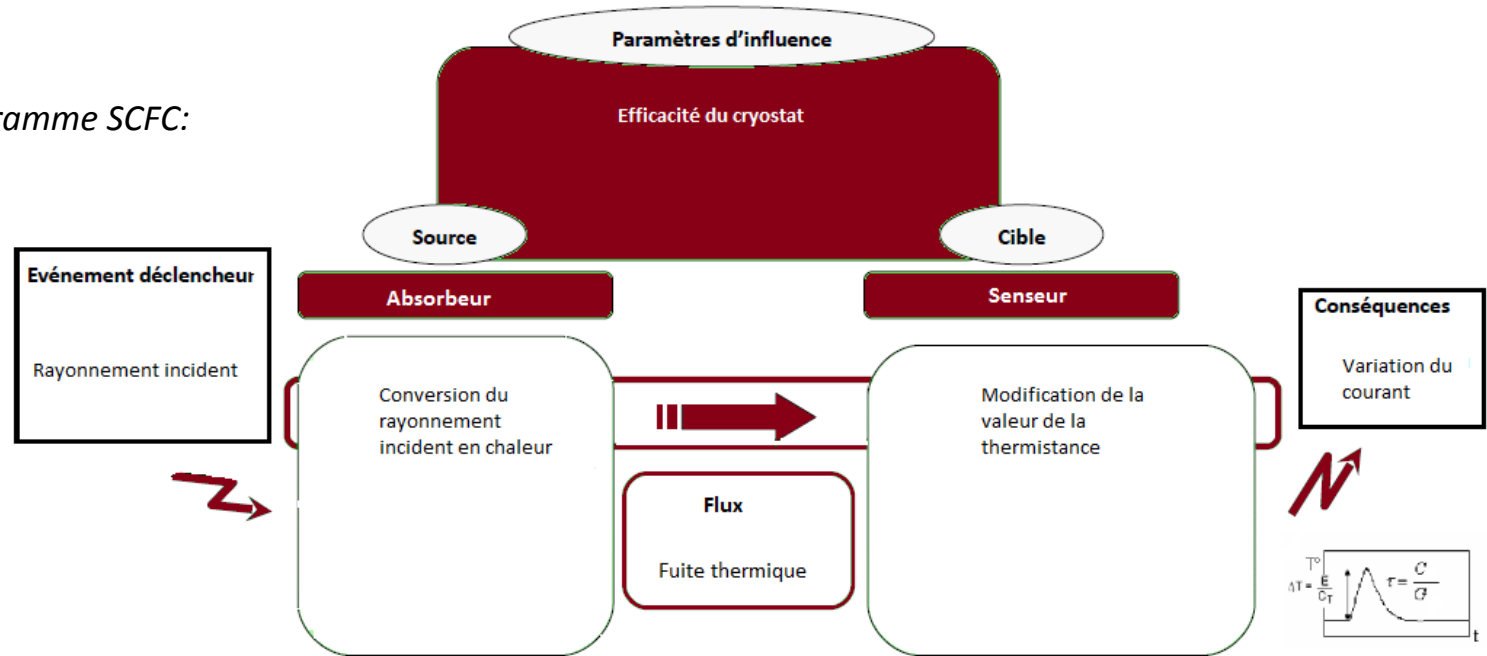 Paramètres d’influence
ramme SCFC:
Efficacité du cryostat
Source
Cible
Evénement déclencheur
Absorbeur
Senseur
Conséquences
Rayonnement incident
Variation du
courant
Conversion du
rayonnement
incident en chaleur
Modification de la
valeur de la
thermistance
Flux
Fuite thermique
T°
ΔT = E/C_T
τ = C/G
t